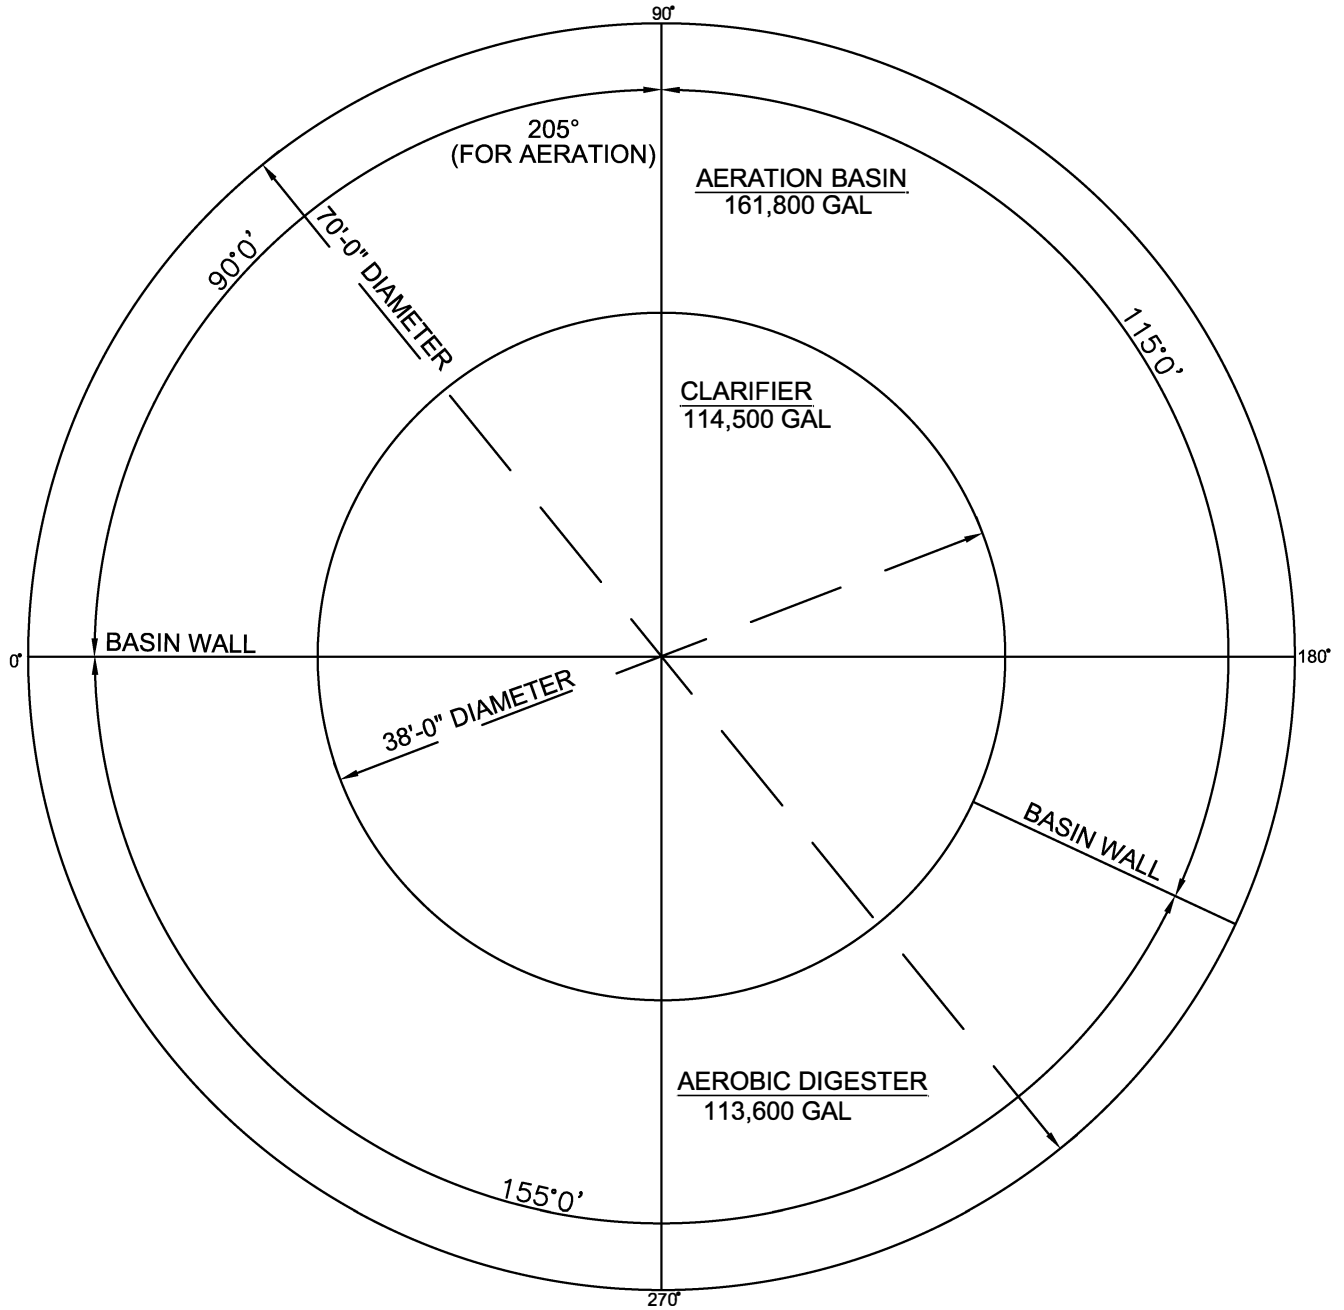 90°
205°
(FOR AERATION)
AERATION BASIN
161,800 GAL
70'-0" DIAMETER
90°0’
115°0’
CLARIFIER
114,500 GAL
BASIN WALL
0°
180°
38'-0" DIAMETER
BASIN WALL
AEROBIC DIGESTER
113,600 GAL
155°0’
270°